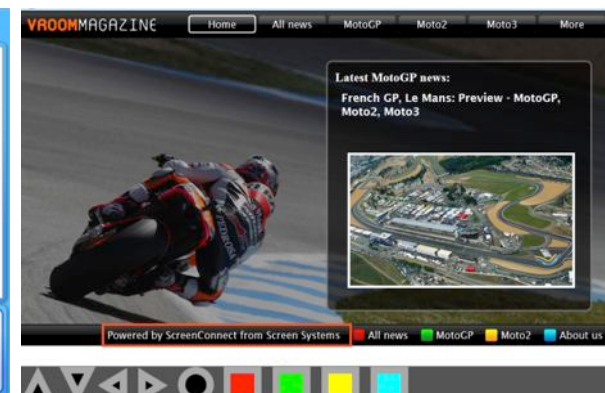 VROOMMAGAZINE Home All news MotoGP Moto2 Moto3 More
Latest MotoGP news:
French GP, Le Mans: Preview - MotoGP,
Moto2, Moto3
Powered by ScreenConnect from Screen Systems All news MotoGP Moto2 About us